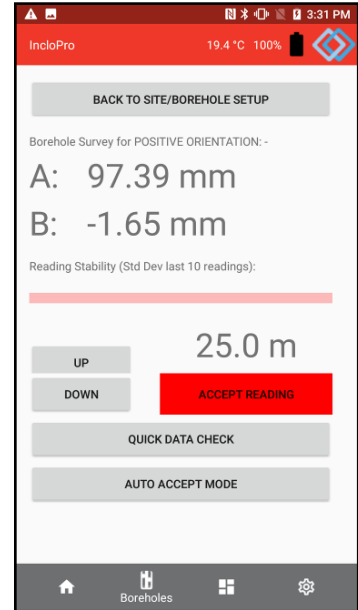 3:31 PM
IncloPro 19.4 °C 100%
BACK TO SITE/BOREHOLE SETUP
Borehole Survey for POSITIVE ORIENTATION: -
A: 97.39 mm
B: -1.65 mm
Reading Stability (Std Dev last 10 readings):
25.0 m
UP
DOWN ACCEPT READING
QUICK DATA CHECK
AUTO ACCEPT MODE
Boreholes